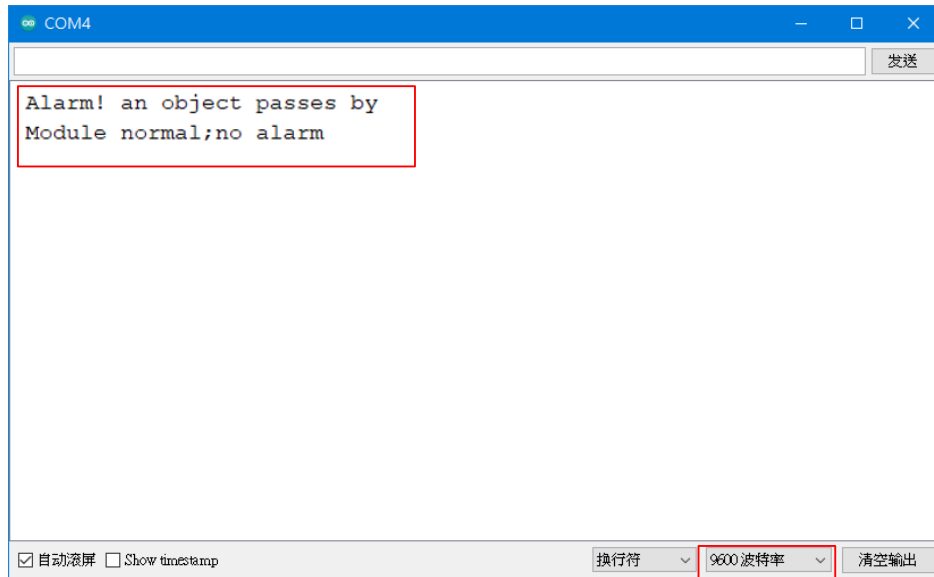 COM4
发送
Alarm! an object passes by
Module normal;no alarm
自动滚屏 Show timestamp 换行符 9600 波特率 清空输出